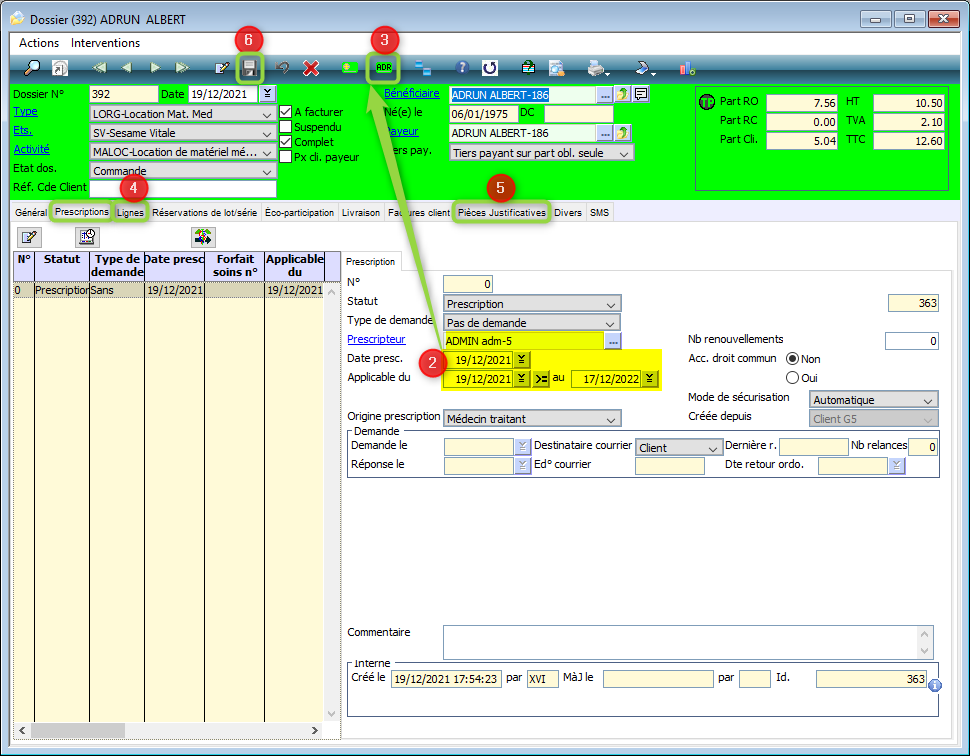 Dossier (392) ADRUN ALBERT
Actions Interventions
6
3
ADR
Dossier N° 392 Date 19/12/2021
Type LORG-Location Mat. Med
Ets. SV-Sesame Vitale
Activité MALOC-Location de matériel mé...
Etat dos. Commande
Réf. Cde Client
A facturer
Suspendu
Complet
Px cli. payeur
Bénéficiaire ADRUN ALBERT-186
Né(e) le 06/01/1975 DC
Payeur ADRUN ALBERT-186
Tiers pay. Tiers payant sur part obl. seule
TP Part RO 7.56 HT 10.50
Part RC 0.00 TVA 2.10
Part Cli. 5.04 TTC 12.60
4
5
Général Prescriptions Lignes Réservations de lot/série Éco-participation Livraison Factures client Pièces Justificatives Divers SMS
N° Statut Type de demande Date presc Forfait soins n° Applicable du
0 Prescription Sans 19/12/2021 19/12/2021
Prescription
N° 0
Statut Prescription 363
Type de demande Pas de demande
Prescripteur ADMIN adm-5 ... Nb renouvellements 0
2
Date presc. 19/12/2021 Acc. droit commun Non
Applicable du 19/12/2021 >= au 17/12/2022 Oui
Mode de sécurisation Automatique
Origine prescription Médecin traitant Créée depuis Client G5
Demande
Demande le Destinataire courrier Client Dernière r. Nb relances 0
Réponse le Ed° courrier Dte retour ordo.
Commentaire
Interne
Créé le 19/12/2021 17:54:23 par XVI MàJ le par Id. 363